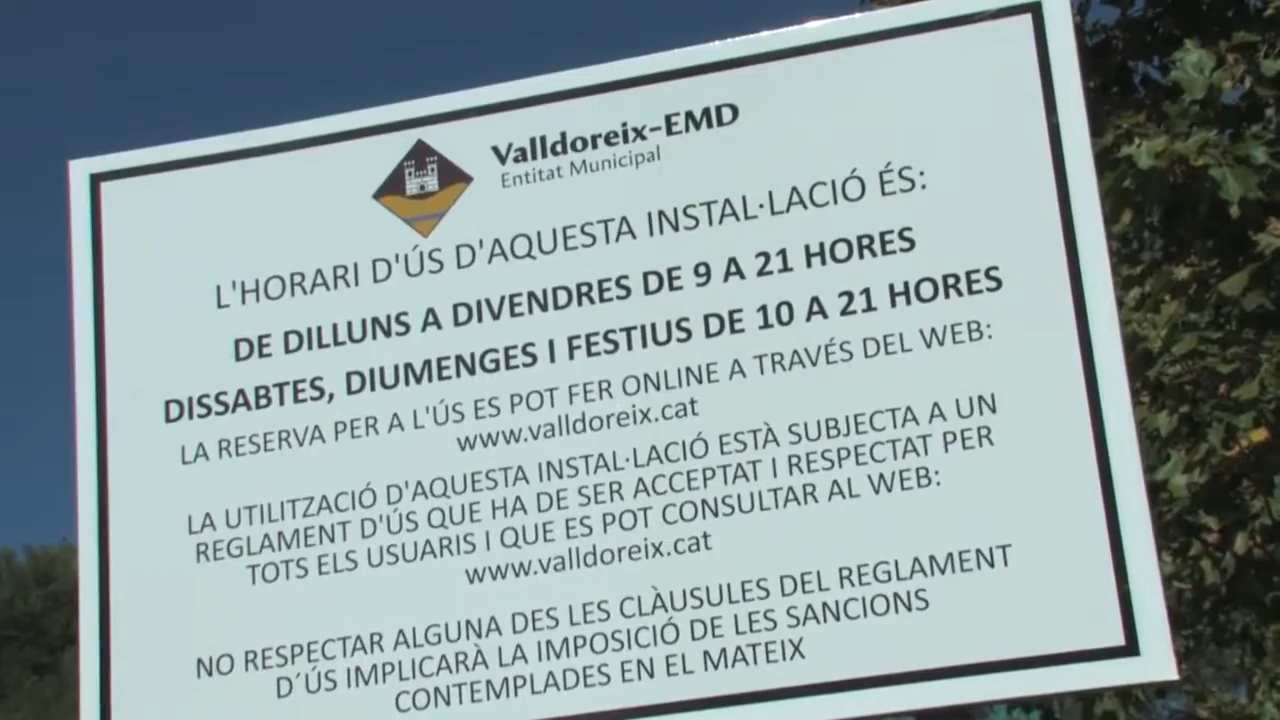 Valldoreix-EMD
Entitat Municipal
L'HORARI D'ÚS D'AQUESTA INSTAL·LACIÓ ÉS:
DE DILLUNS A DIVENDRES DE 9 A 21 HORES
DISSABTES, DIUMENGES I FESTIUS DE 10 A 21 HORES
LA RESERVA PER A L'ÚS ES POT FER ONLINE A TRAVÉS DEL WEB:
www.valldoreix.cat
LA UTILITZACIÓ D'AQUESTA INSTAL·LACIÓ ESTÀ SUBJECTA A UN
REGLAMENT D'ÚS QUE HA DE SER ACCEPTAT I RESPECTAT PER
TOTS ELS USUARIS I QUE ES POT CONSULTAR AL WEB:
www.valldoreix.cat
NO RESPECTAR ALGUNA DES LES CLÀUSULES DEL REGLAMENT
D´ÚS IMPLICARÀ LA IMPOSICIÓ DE LES SANCIONS
CONTEMPLADES EN EL MATEIX